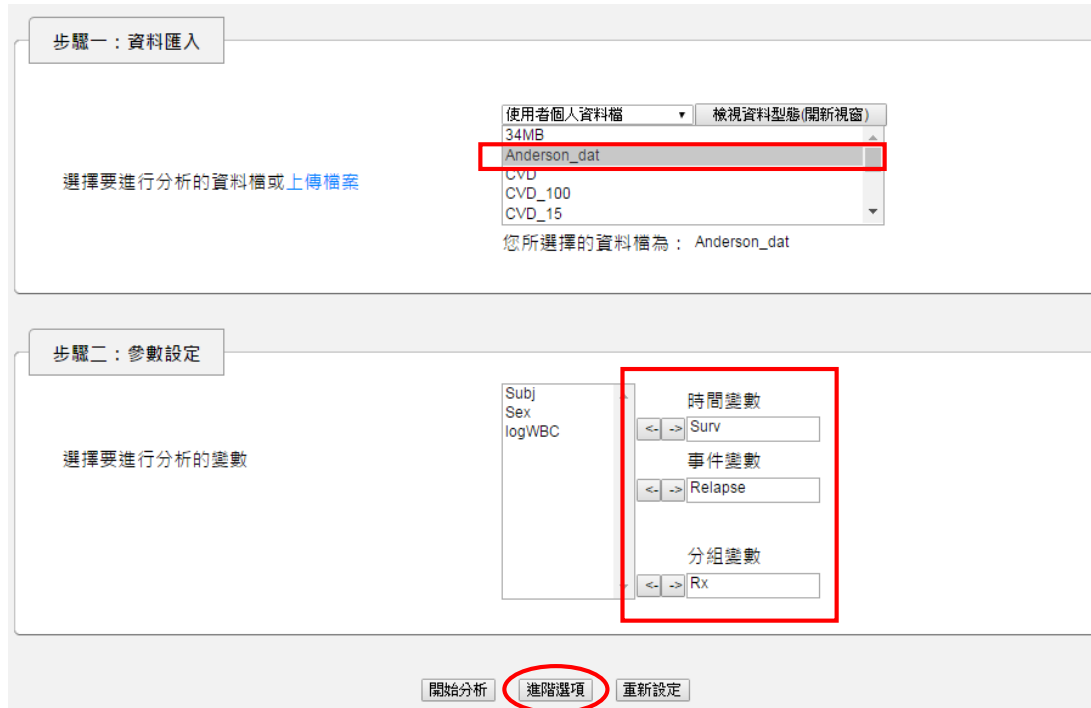 步驟一：資料匯入
使用者個人資料檔 檢視資料型態(開新視窗)
34MB
Anderson_dat
CVD
CVD_100
CVD_15
選擇要進行分析的資料檔或上傳檔案
您所選擇的資料檔為： Anderson_dat
步驟二：參數設定
選擇要進行分析的變數
Subj
Sex
logWBC
時間變數
<- -> Surv
事件變數
<- -> Relapse
分組變數
<- -> Rx
開始分析 進階選項 重新設定